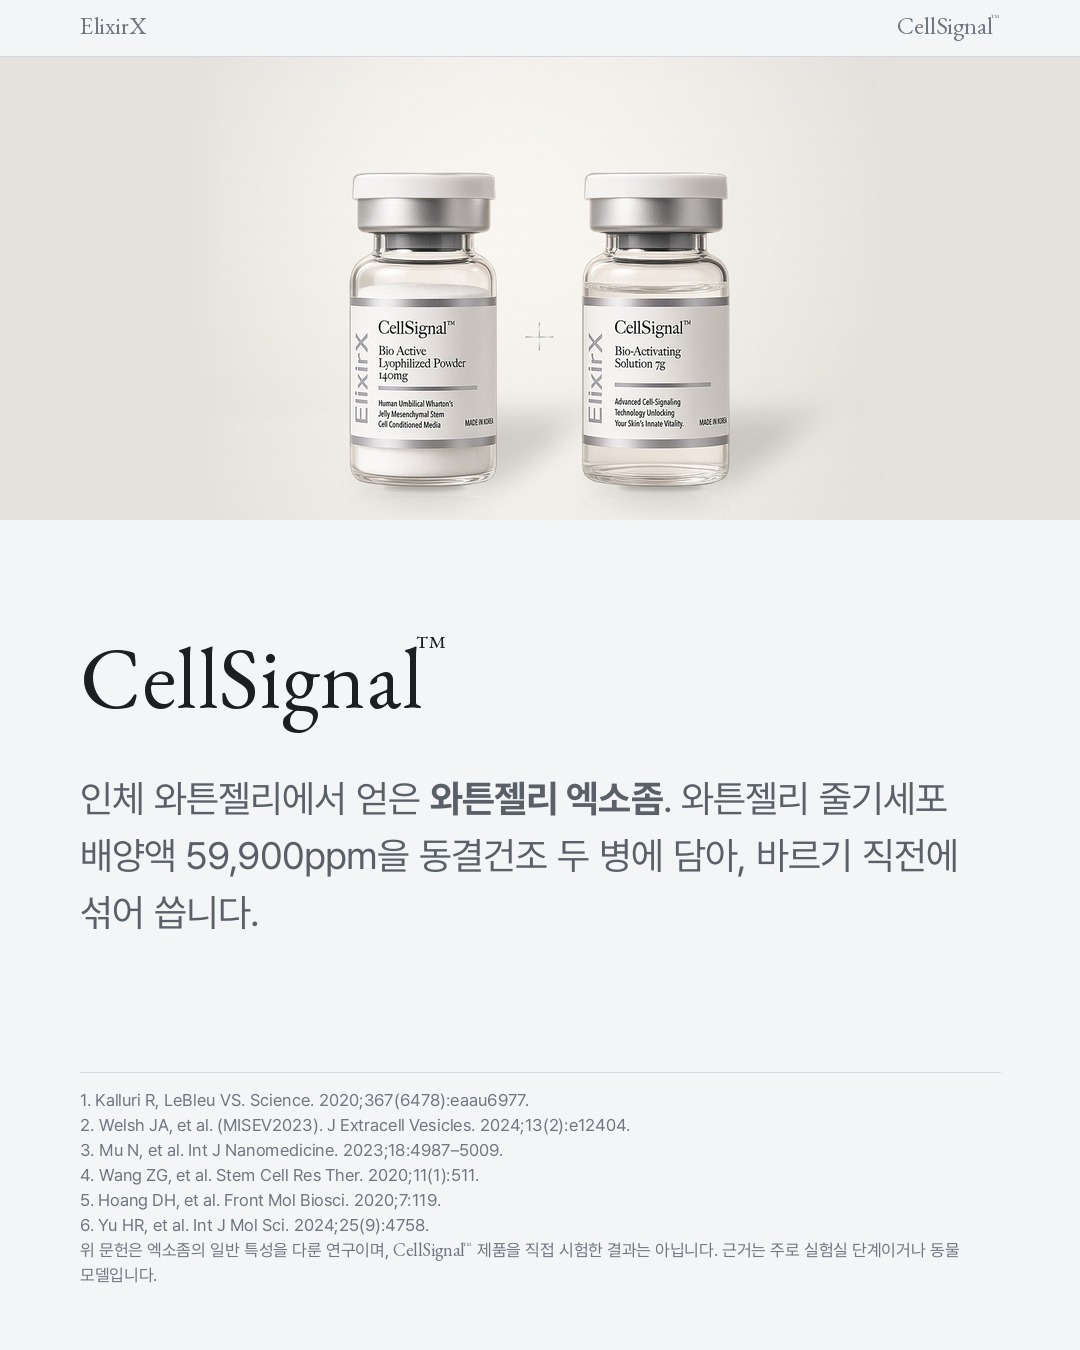 ElixirX
CellSignal™
ElixirX
CellSignal™
Bio Active
Lyophilized Powder
140mg
Human Umbilical Wharton's
Jelly Mesenchymal Stem
Cell Conditioned Media
MADE IN KOREA
ElixirX
CellSignal™
Bio-Activating
Solution 7g
Advanced Cell-Signaling
Technology Unlocking
Your Skin's Innate Vitality.
MADE IN KOREA
CellSignal™
인체 와튼젤리에서 얻은 와튼젤리 엑소좀. 와튼젤리 줄기세포
배양액 59,900ppm을 동결건조 두 병에 담아, 바르기 직전에
섞어 씁니다.
1. Kalluri R, LeBleu VS. Science. 2020;367(6478):eaau6977.
2. Welsh JA, et al. (MISEV2023). J Extracell Vesicles. 2024;13(2):e12404.
3. Mu N, et al. Int J Nanomedicine. 2023;18:4987–5009.
4. Wang ZG, et al. Stem Cell Res Ther. 2020;11(1):511.
5. Hoang DH, et al. Front Mol Biosci. 2020;7:119.
6. Yu HR, et al. Int J Mol Sci. 2024;25(9):4758.
위 문헌은 엑소좀의 일반 특성을 다룬 연구이며, CellSignal™ 제품을 직접 시험한 결과는 아닙니다. 근거는 주로 실험실 단계이거나 동물
모델입니다.